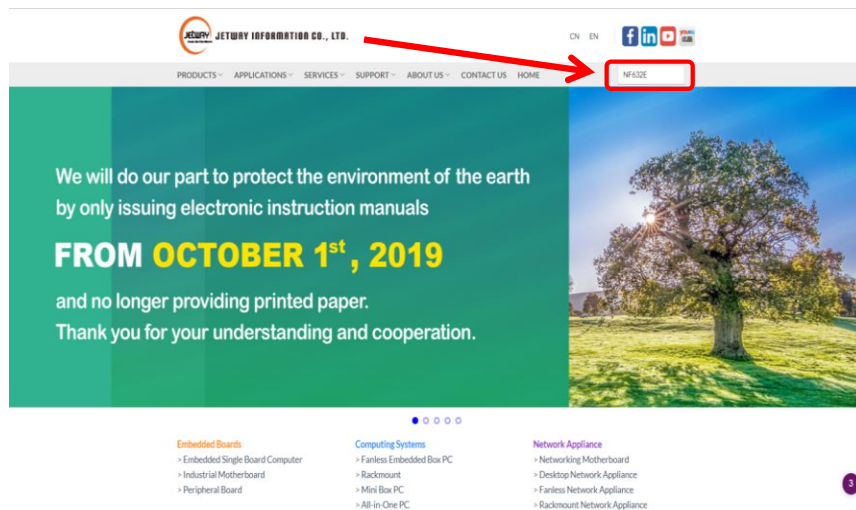 JETWAY JETWAY INFORMATION CO., LTD.
CN EN
PRODUCTS APPLICATIONS SERVICES SUPPORT ABOUT US CONTACT US HOME
NF632E
We will do our part to protect the environment of the earth
by only issuing electronic instruction manuals
FROM OCTOBER 1st, 2019
and no longer providing printed paper.
Thank you for your understanding and cooperation.
Embedded Boards
> Embedded Single Board Computer
> Industrial Motherboard
> Peripheral Board
Computing Systems
> Fanless Embedded Box PC
> Rackmount
> Mini Box PC
> All-in-One PC
Network Appliance
> Networking Motherboard
> Desktop Network Appliance
> Fanless Network Appliance
> Rackmount Network Appliance
3